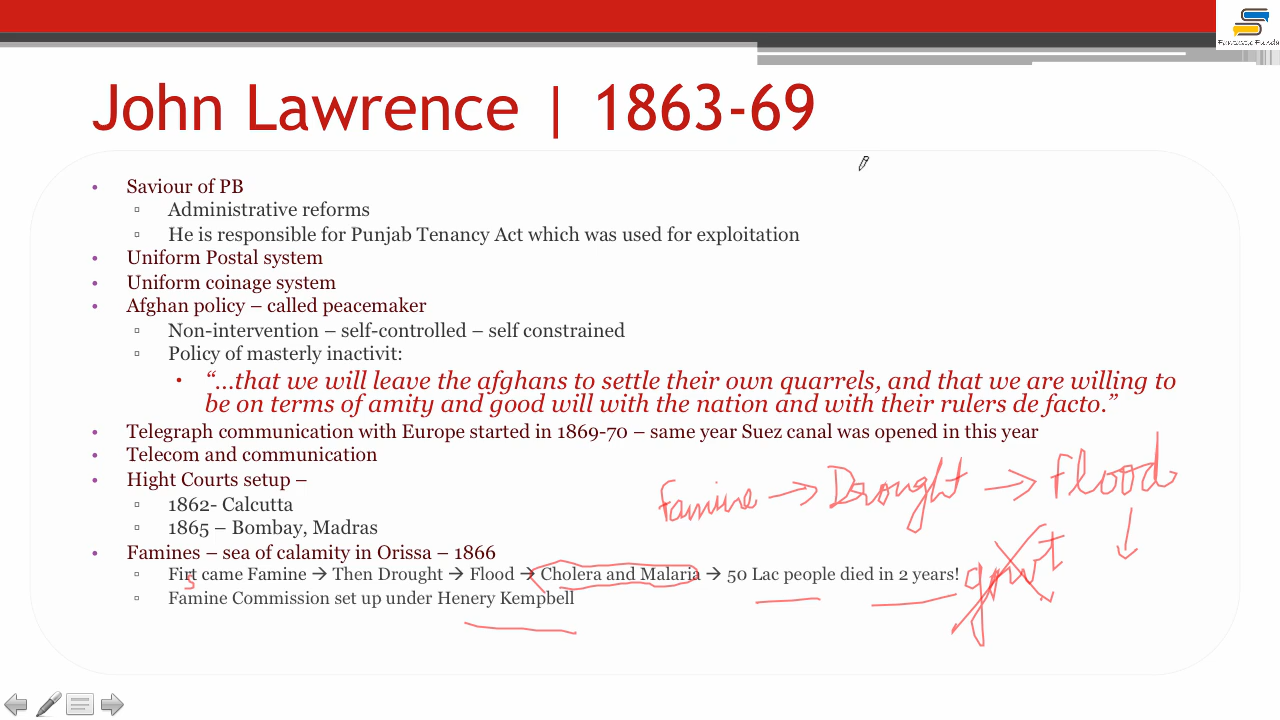 Fantastic Funda
John Lawrence | 1863-69
• Saviour of PB
▫ Administrative reforms
▫ He is responsible for Punjab Tenancy Act which was used for exploitation
• Uniform Postal system
• Uniform coinage system
• Afghan policy – called peacemaker
▫ Non-intervention – self-controlled – self constrained
▫ Policy of masterly inactivit:
• “…that we will leave the afghans to settle their own quarrels, and that we are willing to
be on terms of amity and good will with the nation and with their rulers de facto.”
• Telegraph communication with Europe started in 1869-70 – same year Suez canal was opened in this year
• Telecom and communication
• Hight Courts setup –
▫ 1862- Calcutta
▫ 1865 – Bombay, Madras
Famine → Drought → Flood
• Famines – sea of calamity in Orissa – 1866
▫ Firt came Famine → Then Drought → Flood → Cholera and Malaria → 50 Lac people died in 2 years!
s
govt
▫ Famine Commission set up under Henery Kempbell